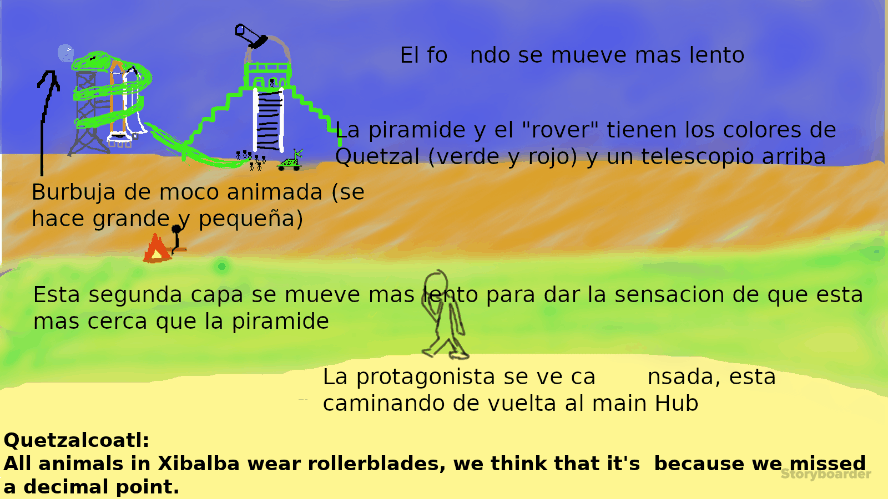 El fo ndo se mueve mas lento
La piramide y el "rover" tienen los colores de
Quetzal (verde y rojo) y un telescopio arriba
Burbuja de moco animada (se
hace grande y pequeña)
Esta segunda capa se mueve mas lento para dar la sensacion de que esta
mas cerca que la piramide
La protagonista se ve ca nsada, esta
caminando de vuelta al main Hub
Quetzalcoatl:
All animals in Xibalba wear rollerblades, we think that it's because we missed
a decimal point.
Storyboarder